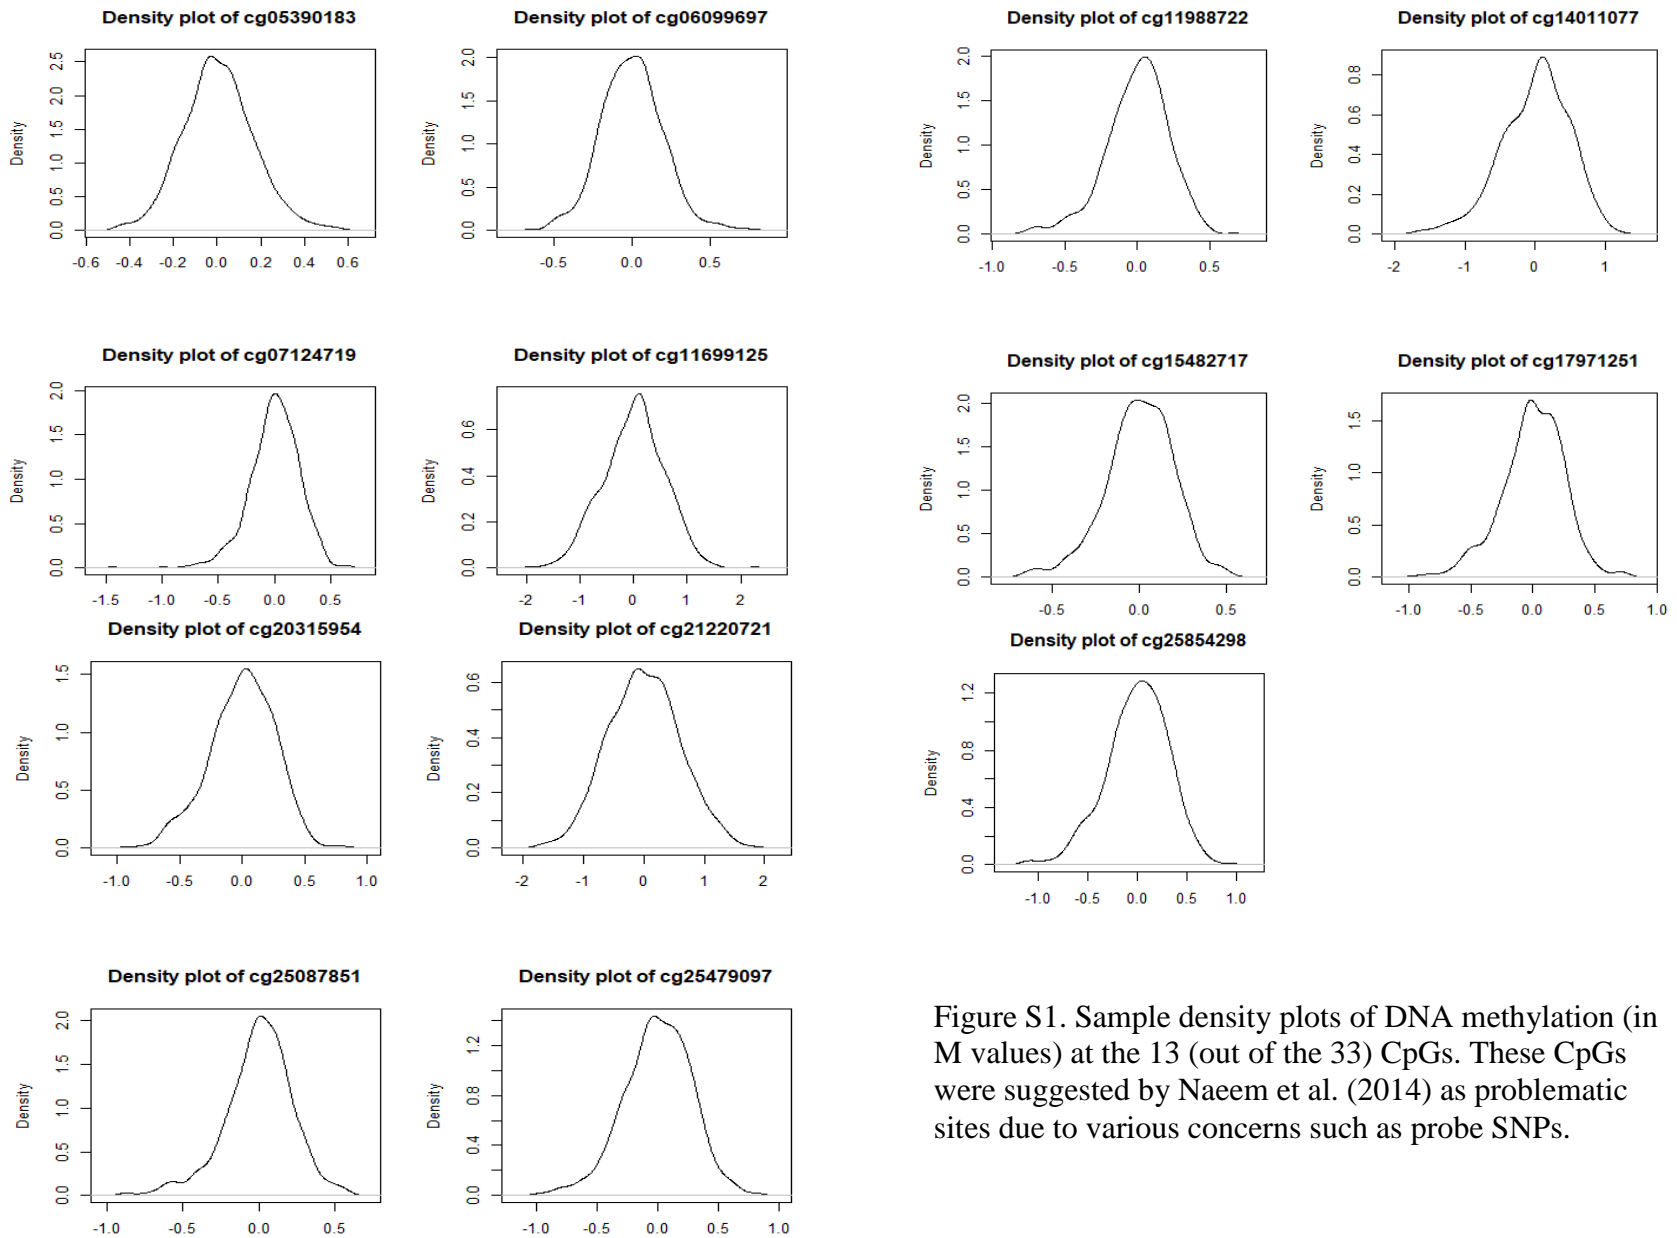 Density plot of cg05390183
Density
0.0 0.5 1.0 1.5 2.0 2.5
-0.6 -0.4 -0.2 0.0 0.2 0.4 0.6
Density plot of cg06099697
Density
0.0 0.5 1.0 1.5 2.0
-0.5 0.0 0.5
Density plot of cg11988722
Density
0.0 0.5 1.0 1.5 2.0
-1.0 -0.5 0.0 0.5
Density plot of cg14011077
Density
0.0 0.2 0.4 0.6 0.8
-2 -1 0 1
Density plot of cg07124719
Density
0.0 0.5 1.0 1.5 2.0
-1.5 -1.0 -0.5 0.0 0.5
Density plot of cg11699125
Density
0.0 0.2 0.4 0.6
-2 -1 0 1 2
Density plot of cg15482717
Density
0.0 0.5 1.0 1.5 2.0
-0.5 0.0 0.5
Density plot of cg17971251
Density
0.0 0.5 1.0 1.5
-1.0 -0.5 0.0 0.5 1.0
Density plot of cg20315954
Density
0.0 0.5 1.0 1.5
-1.0 -0.5 0.0 0.5 1.0
Density plot of cg21220721
Density
0.0 0.2 0.4 0.6
-2 -1 0 1 2
Density plot of cg25854298
Density
0.0 0.4 0.8 1.2
-1.0 -0.5 0.0 0.5 1.0
Density plot of cg25087851
Density
0.0 0.5 1.0 1.5 2.0
-1.0 -0.5 0.0 0.5
Density plot of cg25479097
Density
0.0 0.4 0.8 1.2
-1.0 -0.5 0.0 0.5 1.0
Figure S1. Sample density plots of DNA methylation (in
M values) at the 13 (out of the 33) CpGs. These CpGs
were suggested by Naeem et al. (2014) as problematic
sites due to various concerns such as probe SNPs.